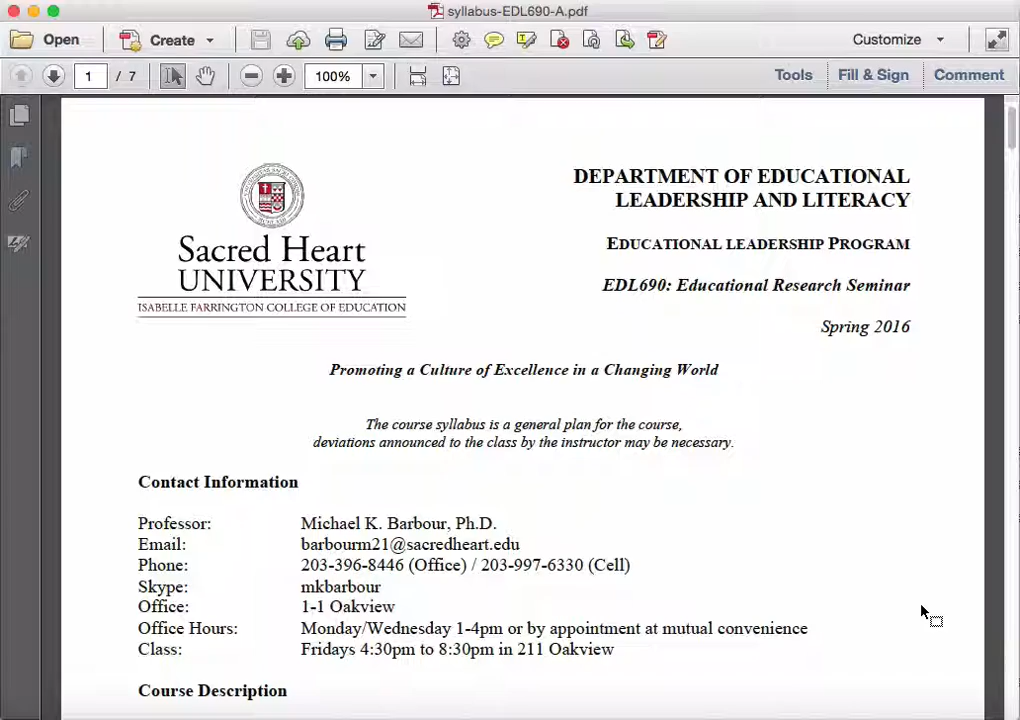 syllabus-EDL690-A.pdf
Open Create Customize
1 / 7 100% Tools Fill & Sign Comment
Sacred Heart
UNIVERSITY
ISABELLE FARRINGTON COLLEGE OF EDUCATION
DEPARTMENT OF EDUCATIONAL
LEADERSHIP AND LITERACY
EDUCATIONAL LEADERSHIP PROGRAM
EDL690: Educational Research Seminar
Spring 2016
Promoting a Culture of Excellence in a Changing World
The course syllabus is a general plan for the course,
deviations announced to the class by the instructor may be necessary.
Contact Information
Professor: Michael K. Barbour, Ph.D.
Email: barbourm21@sacredheart.edu
Phone: 203-396-8446 (Office) / 203-997-6330 (Cell)
Skype: mkbarbour
Office: 1-1 Oakview
Office Hours: Monday/Wednesday 1-4pm or by appointment at mutual convenience
Class: Fridays 4:30pm to 8:30pm in 211 Oakview
Course Description